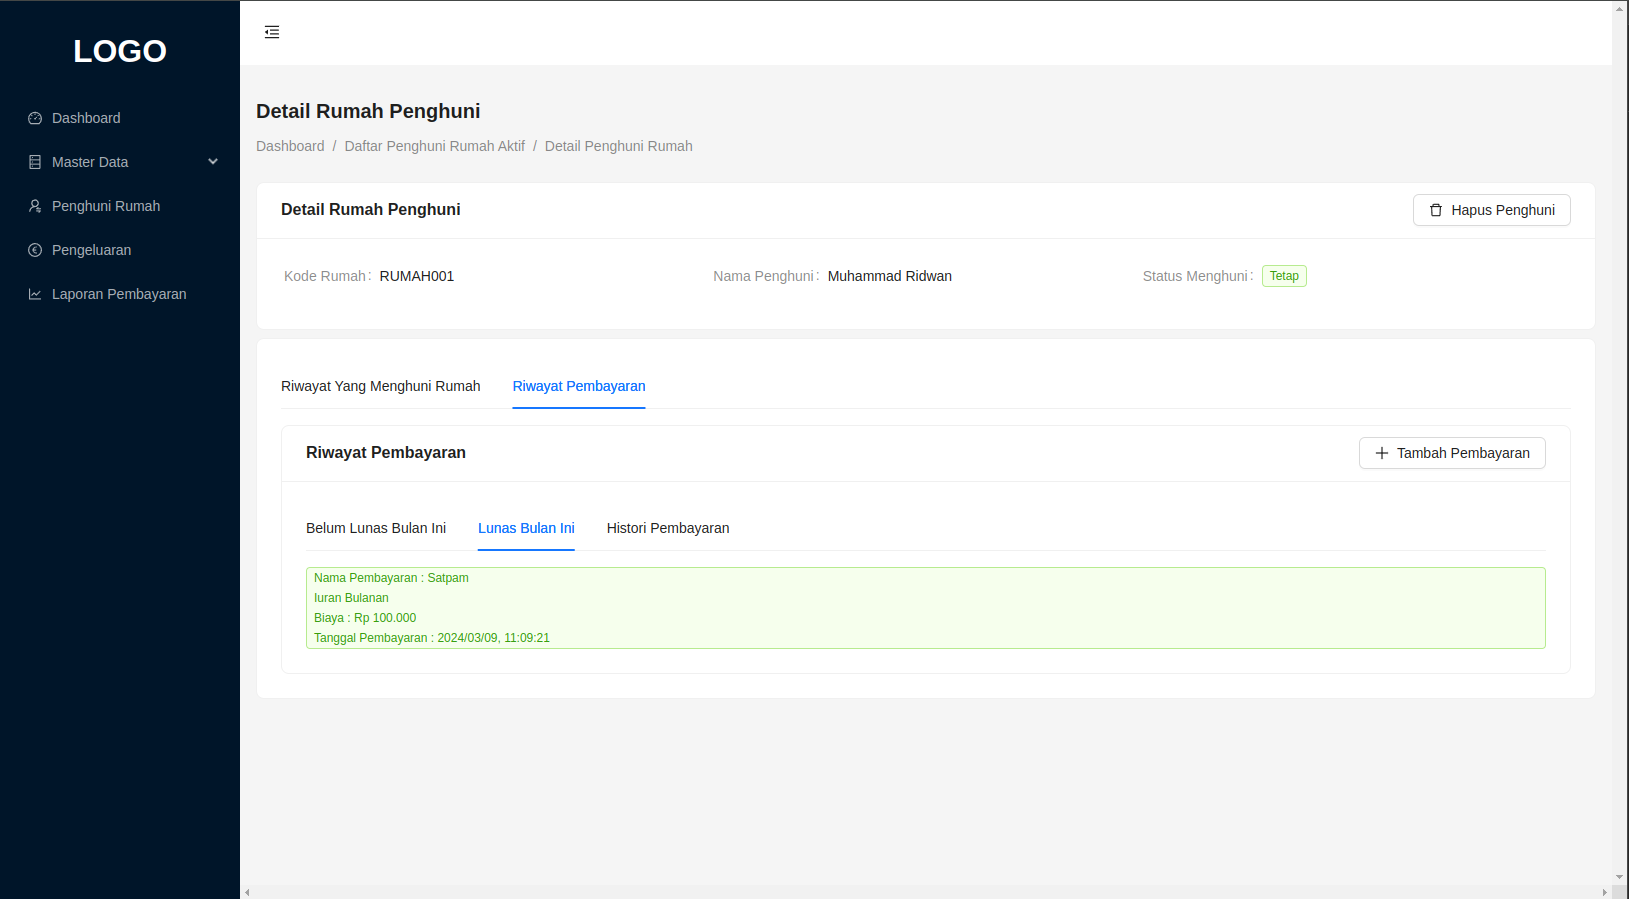 LOGO
Dashboard
Master Data
Penghuni Rumah
Pengeluaran
Laporan Pembayaran
Detail Rumah Penghuni
Dashboard / Daftar Penghuni Rumah Aktif / Detail Penghuni Rumah
Detail Rumah Penghuni
Hapus Penghuni
Kode Rumah : RUMAH001
Nama Penghuni : Muhammad Ridwan
Status Menghuni : Tetap
Riwayat Yang Menghuni Rumah
Riwayat Pembayaran
Riwayat Pembayaran
Tambah Pembayaran
Belum Lunas Bulan Ini
Lunas Bulan Ini
Histori Pembayaran
Nama Pembayaran : Satpam
Iuran Bulanan
Biaya : Rp 100.000
Tanggal Pembayaran : 2024/03/09, 11:09:21